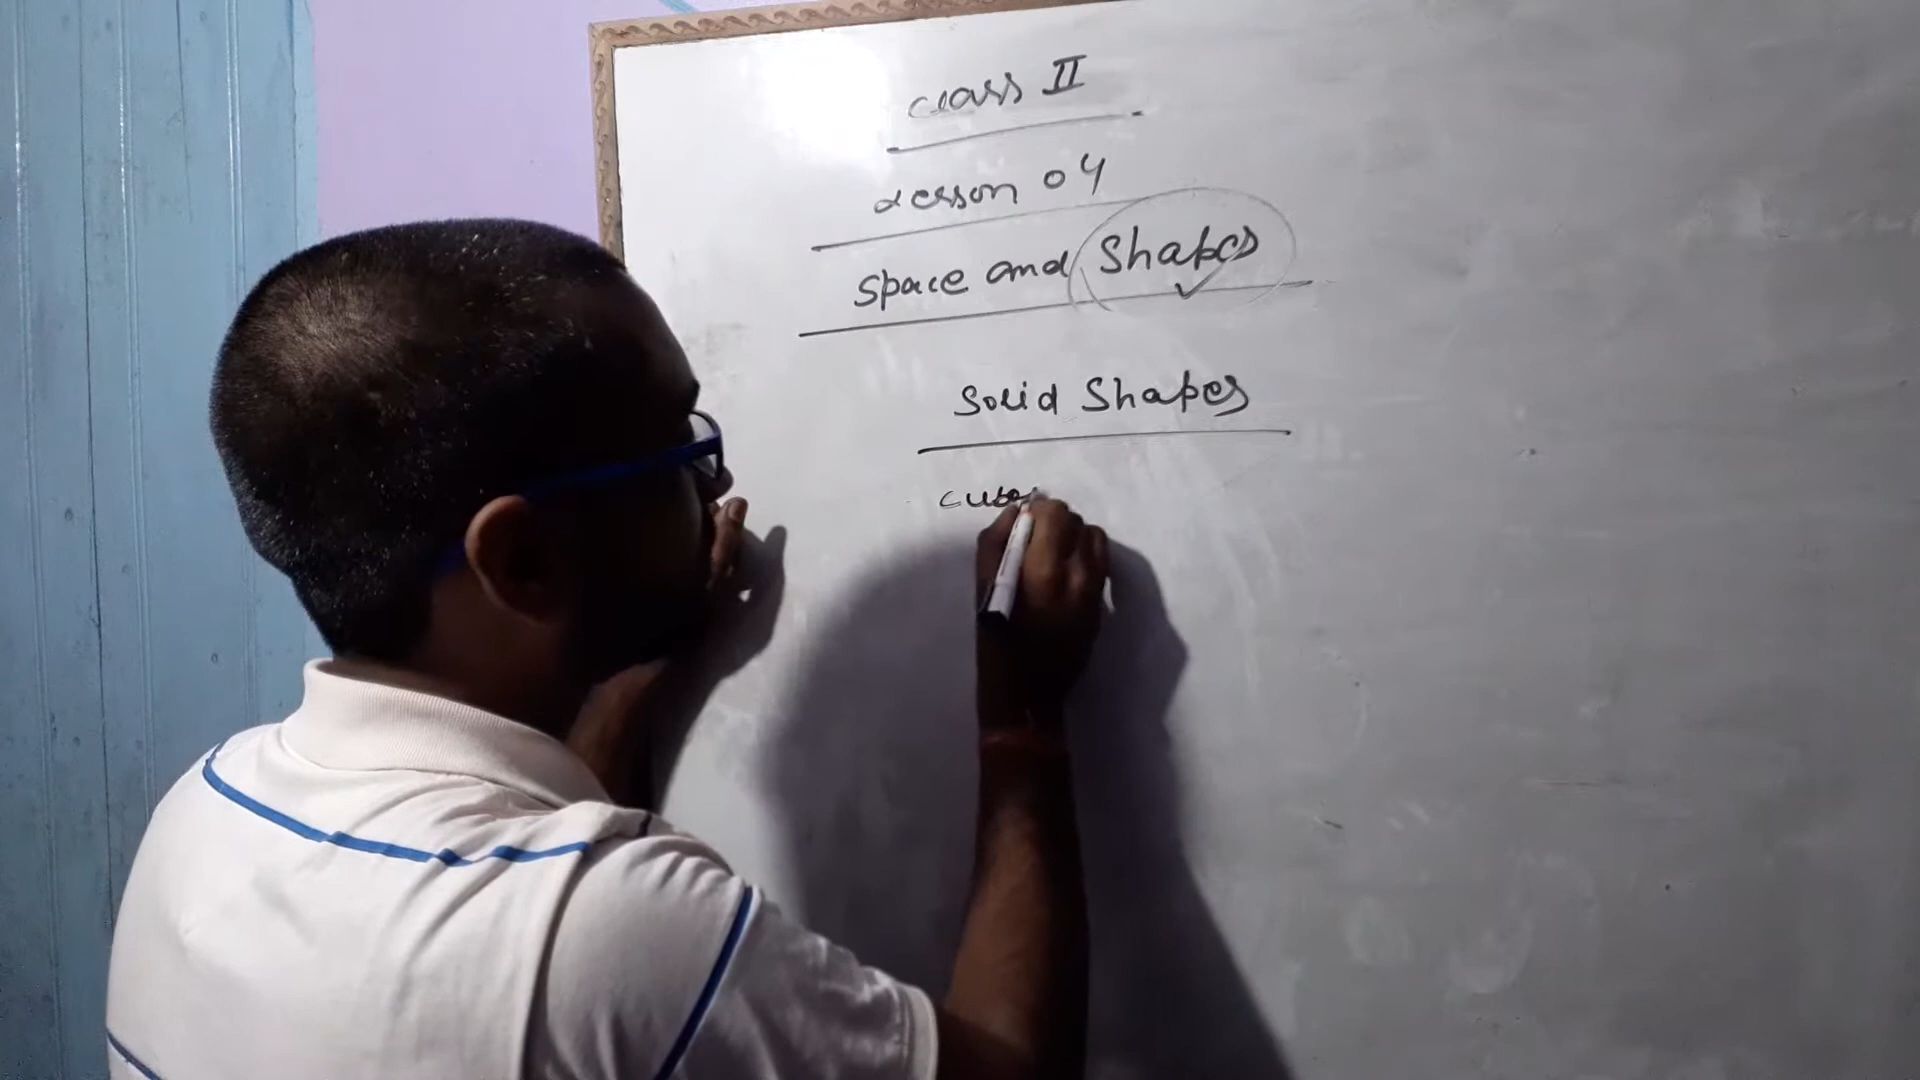 Class II
Lesson 04
Space and Shapes
Solid Shapes
cube